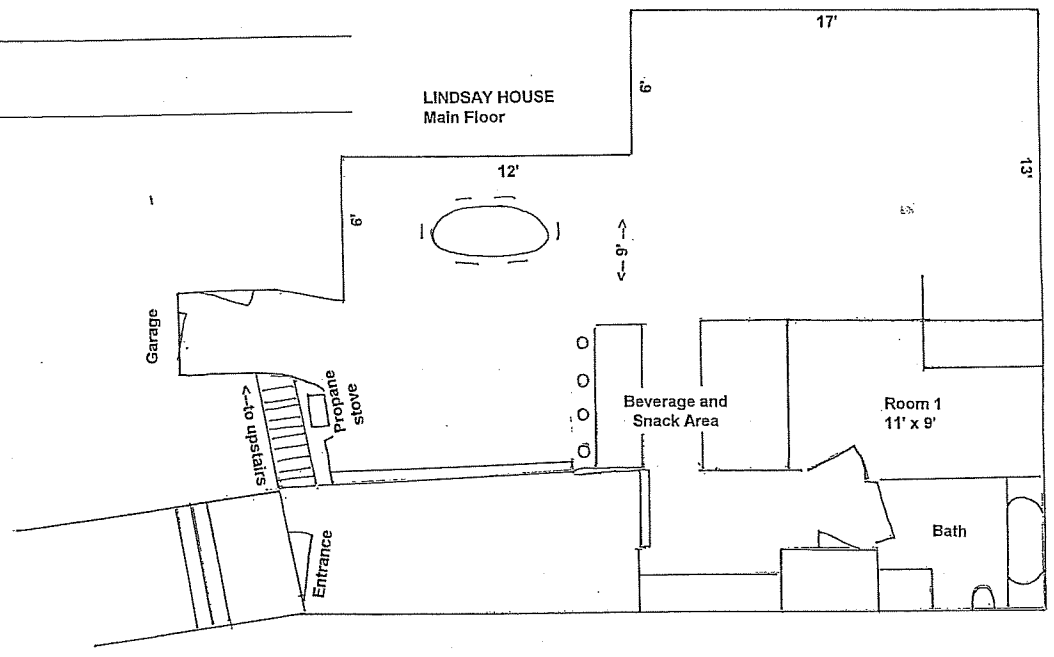 17'
6'
LINDSAY HOUSE
Main Floor
12'
13'
6'
<-- 9' -->
Garage
<--to upstairs
Propane
stove
Beverage and
Snack Area
Room 1
11' x 9'
Bath
Entrance